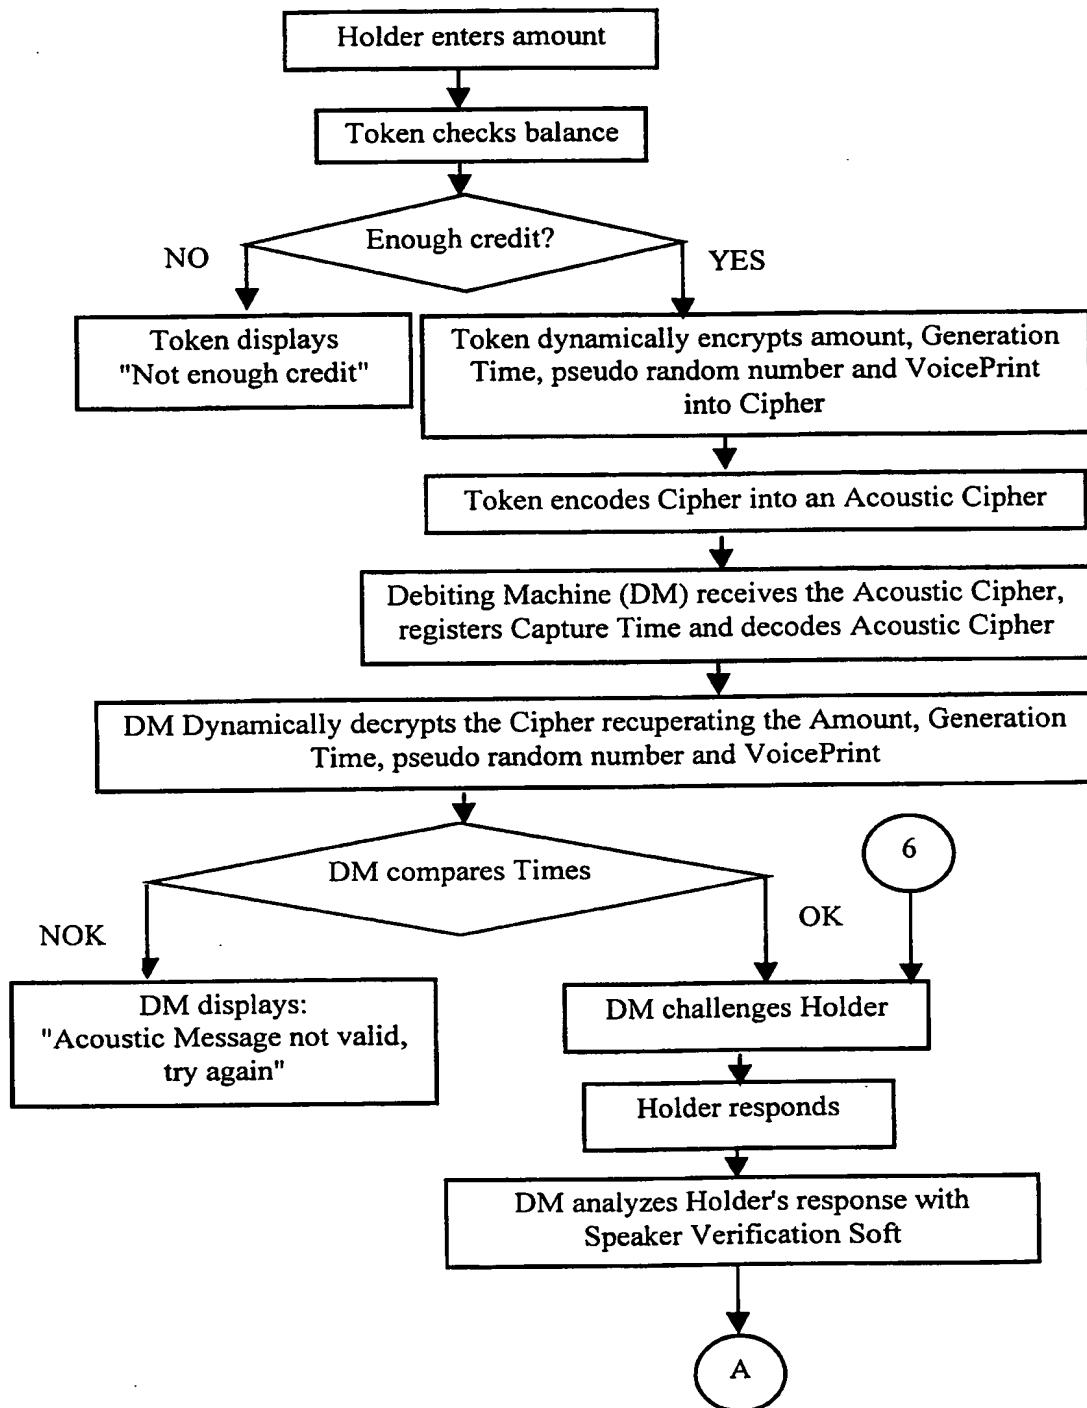 Holder enters amount
Token checks balance
Enough credit?
NO
YES
Token displays
"Not enough credit"
Token dynamically encrypts amount, Generation
Time, pseudo random number and VoicePrint
into Cipher
Token encodes Cipher into an Acoustic Cipher
Debiting Machine (DM) receives the Acoustic Cipher,
registers Capture Time and decodes Acoustic Cipher
DM Dynamically decrypts the Cipher recuperating the Amount, Generation
Time, pseudo random number and VoicePrint
DM compares Times
6
NOK
OK
DM displays:
"Acoustic Message not valid,
try again"
DM challenges Holder
Holder responds
DM analyzes Holder's response with
Speaker Verification Soft
A